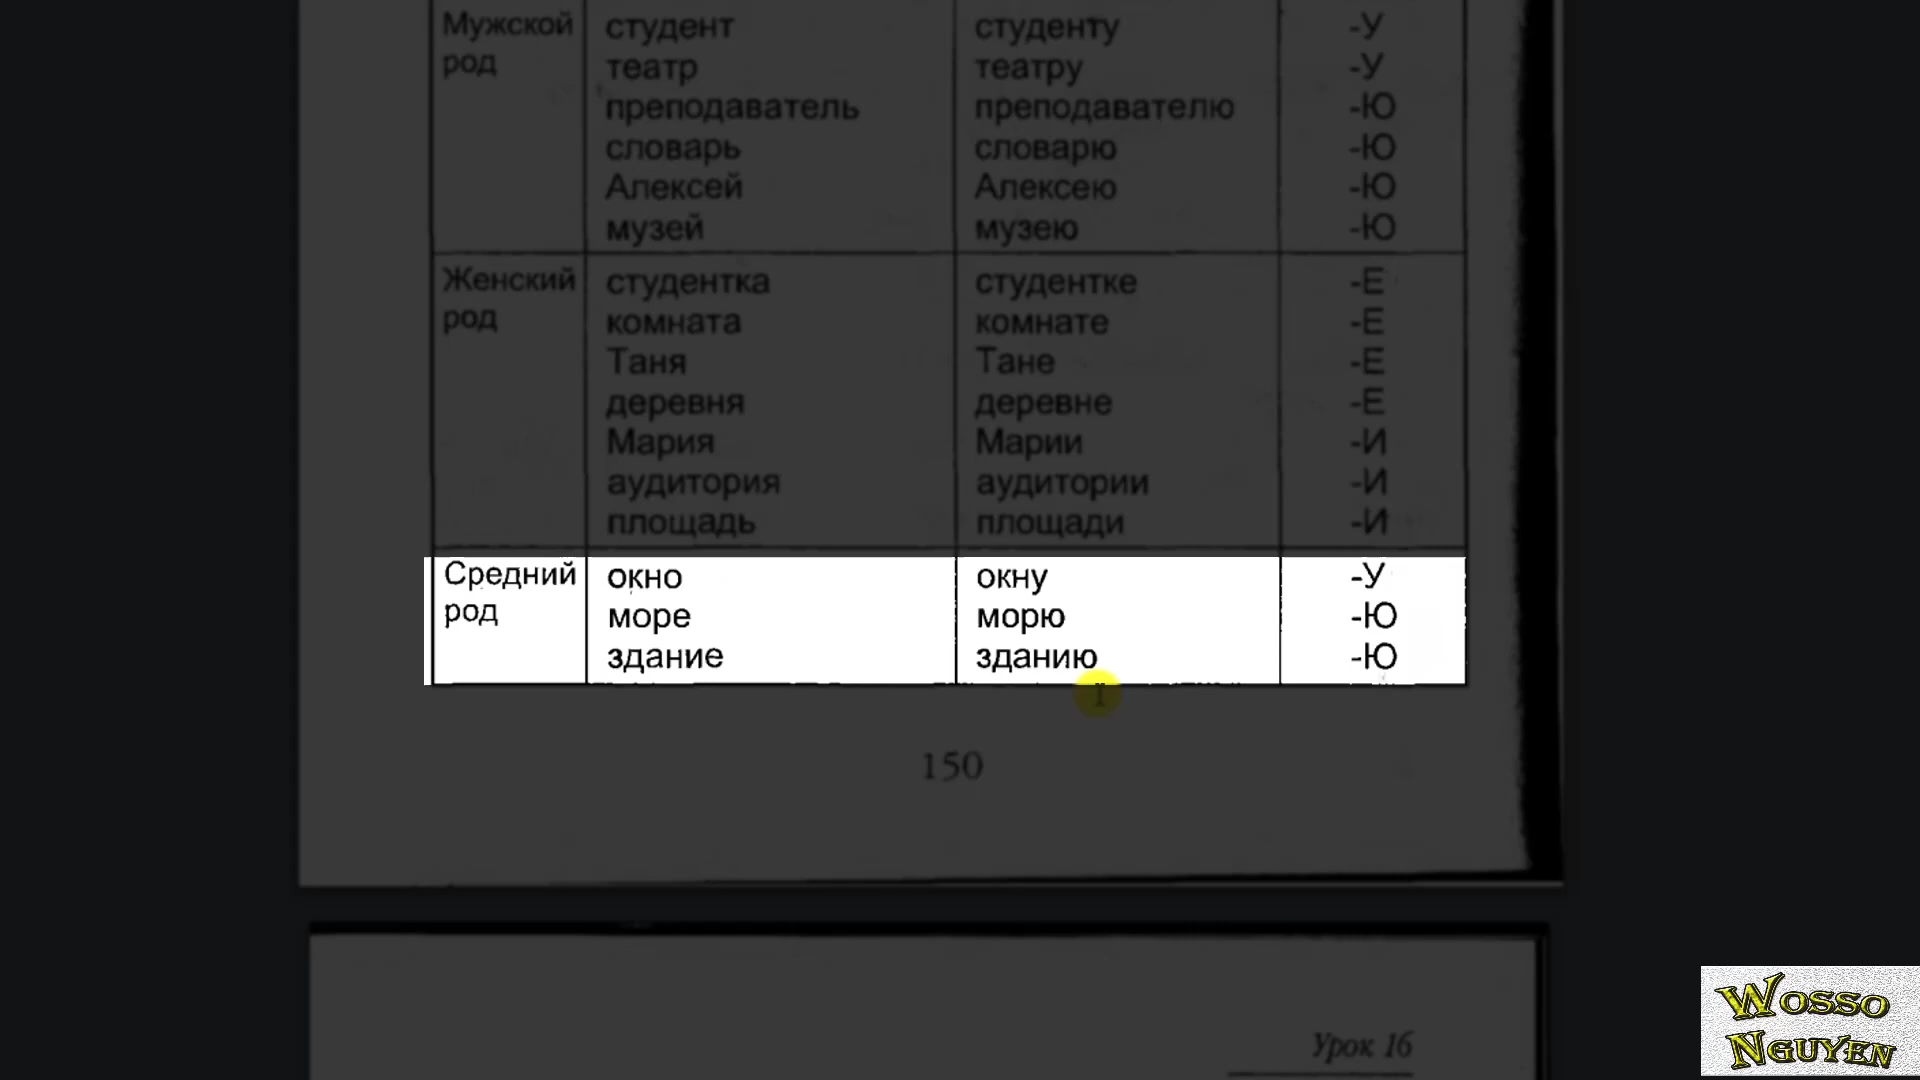 Мужской род студент студенту -У
театр театру -У
преподаватель преподавателю -Ю
словарь словарю -Ю
Алексей Алексею -Ю
музей музею -Ю
Женский род студентка студентке -Е
комната комнате -Е
Таня Тане -Е
деревня деревне -Е
Мария Марии -И
аудитория аудитории -И
площадь площади -И
Средний род окно окну -У
море морю -Ю
здание зданию -Ю
150
Урок 16
Wosso
Nguyen